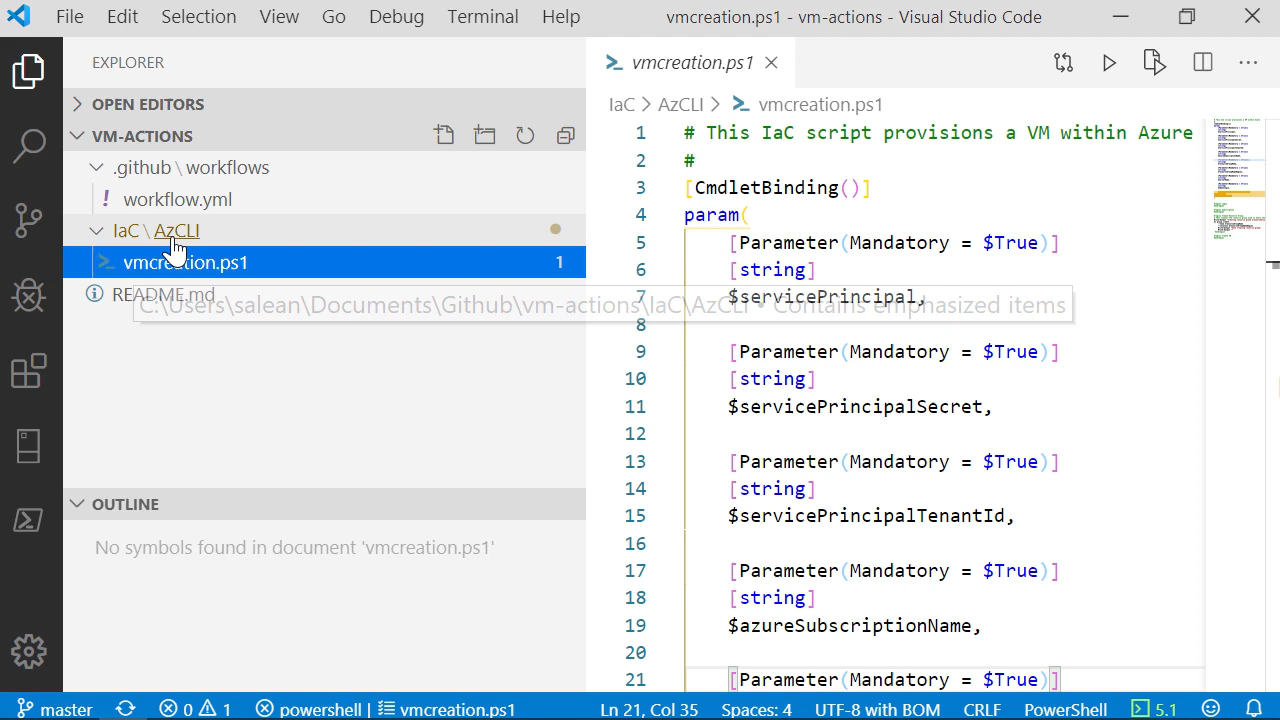 File Edit Selection View Go Debug Terminal Help vmcreation.ps1 - vm-actions - Visual Studio Code
EXPLORER
OPEN EDITORS
VM-ACTIONS
.github \ workflows
! workflow.yml
IaC \ AzCLI
vmcreation.ps1 1
README.md
C:\Users\salean\Documents\Github\vm-actions\IaC\AzCLI • Contains emphasized items
OUTLINE
No symbols found in document 'vmcreation.ps1'
vmcreation.ps1
IaC > AzCLI > vmcreation.ps1
1 # This IaC script provisions a VM within Azure
2 #
3 [CmdletBinding()]
4 param(
5 [Parameter(Mandatory = $True)]
6 [string]
7 $servicePrincipal,
8
9 [Parameter(Mandatory = $True)]
10 [string]
11 $servicePrincipalSecret,
12
13 [Parameter(Mandatory = $True)]
14 [string]
15 $servicePrincipalTenantId,
16
17 [Parameter(Mandatory = $True)]
18 [string]
19 $azureSubscriptionName,
20
21 [Parameter(Mandatory = $True)]
master 0 1 powershell | vmcreation.ps1 Ln 21, Col 35 Spaces: 4 UTF-8 with BOM CRLF PowerShell 5.1